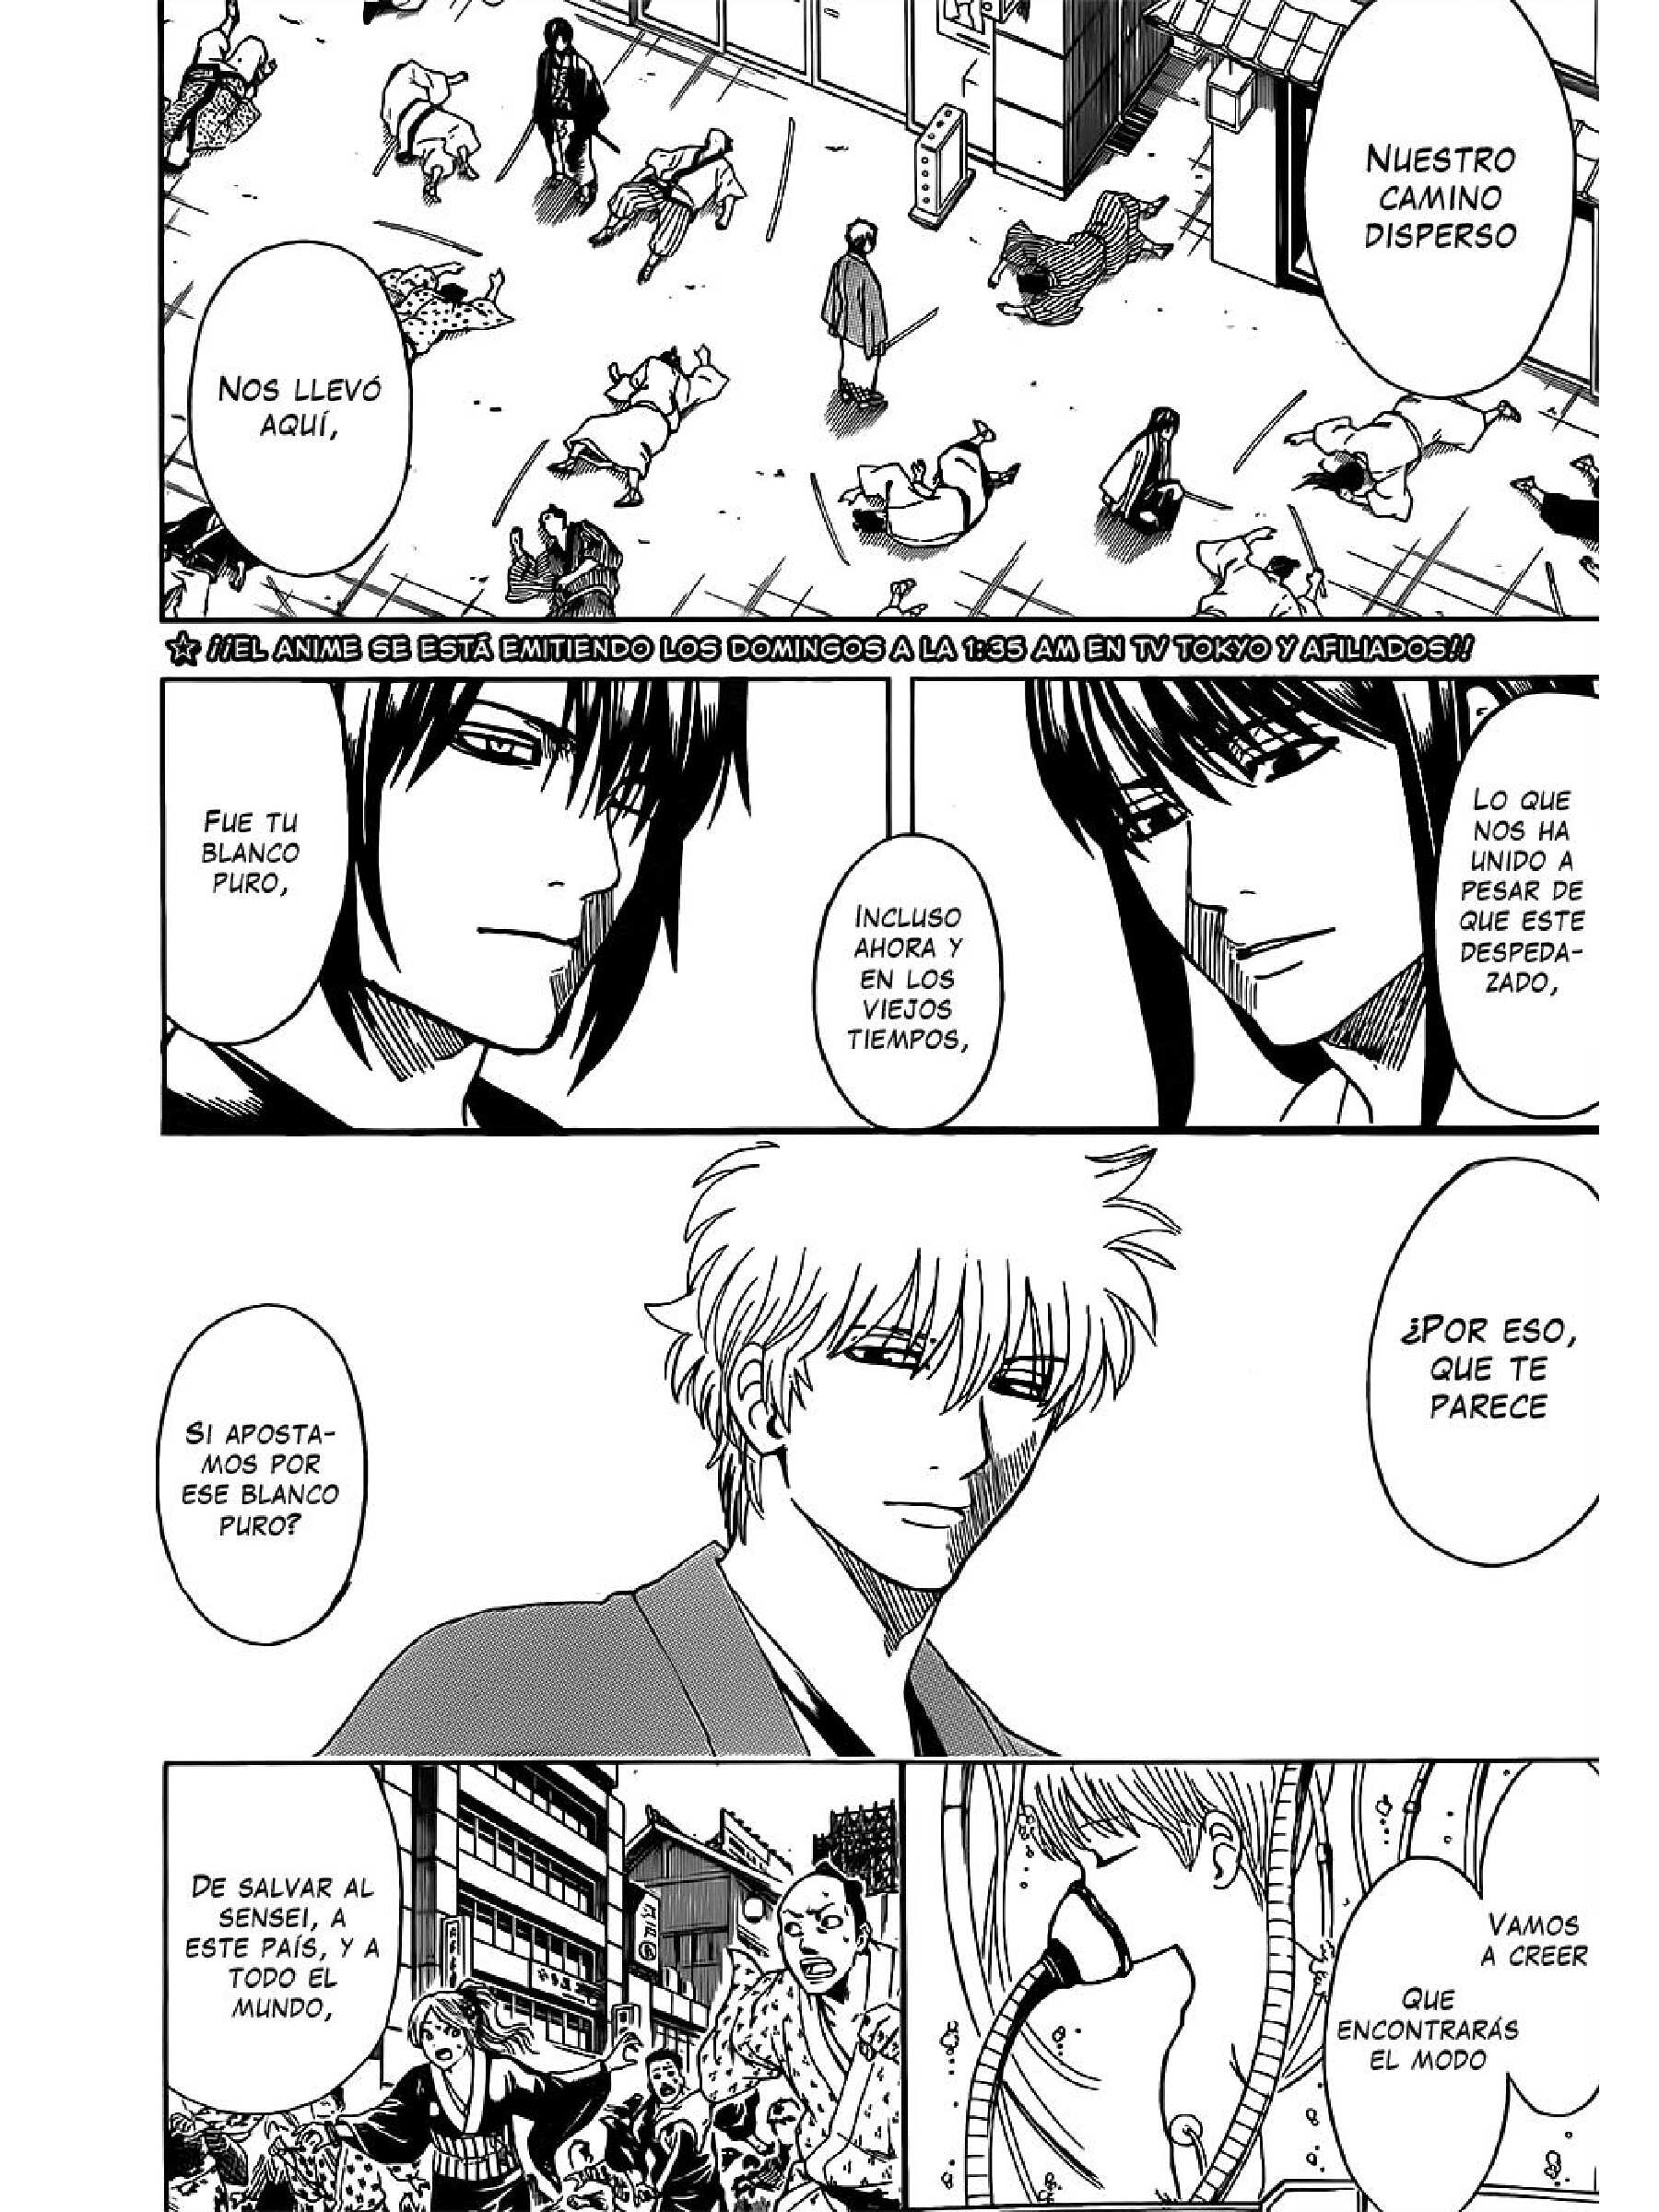 NUESTRO
CAMINO
DISPERSO
NOS LLEVÓ
AQUÍ,
☆ ¡¡EL ANIME SE ESTÁ EMITIENDO LOS DOMINGOS A LA 1:35 AM EN TV TOKYO Y AFILIADOS!!
LO QUE
NOS HA
UNIDO A
PESAR DE
QUE ESTE
DESPEDA-
ZADO,
INCLUSO
AHORA Y
EN LOS
VIEJOS
TIEMPOS,
FUE TU
BLANCO
PURO,
¿POR ESO,
QUE TE
PARECE
SI APOSTA-
MOS POR
ESE BLANCO
PURO?
VAMOS
A CREER
QUE
ENCONTRARÁS
EL MODO
DE SALVAR AL
SENSEI, A
ESTE PAÍS, Y A
TODO EL
MUNDO,